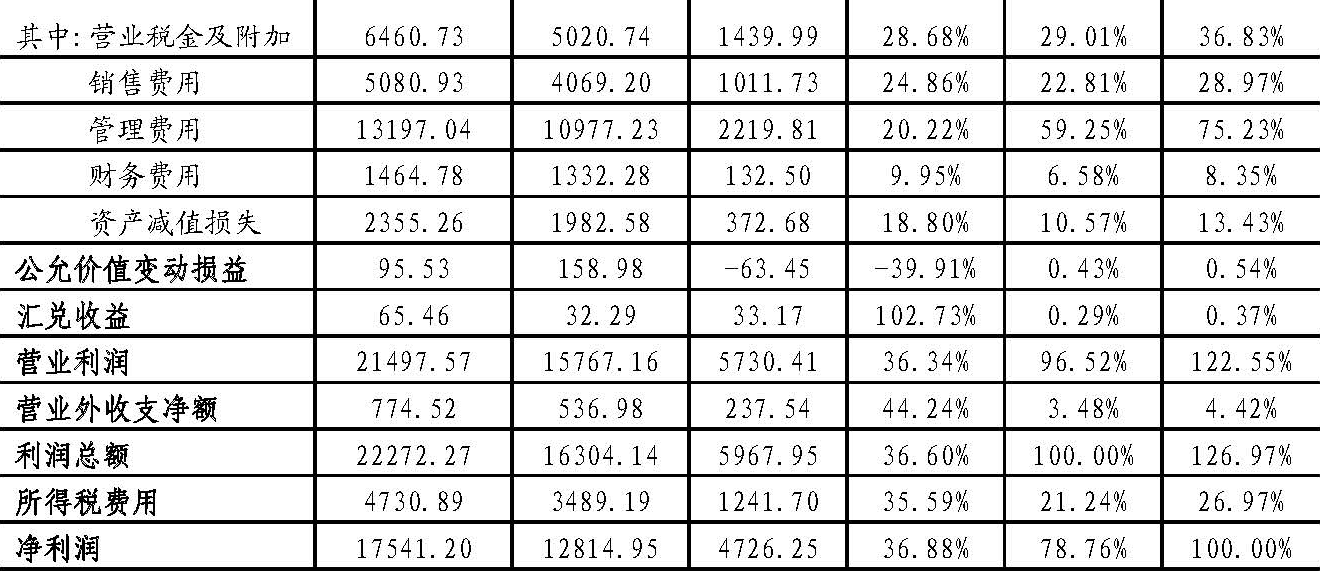 其中:营业税金及附加 6460.73 5020.74 1439.99 28.68% 29.01% 36.83%
销售费用 5080.93 4069.20 1011.73 24.86% 22.81% 28.97%
管理费用 13197.04 10977.23 2219.81 20.22% 59.25% 75.23%
财务费用 1464.78 1332.28 132.50 9.95% 6.58% 8.35%
资产减值损失 2355.26 1982.58 372.68 18.80% 10.57% 13.43%
公允价值变动损益 95.53 158.98 -63.45 -39.91% 0.43% 0.54%
汇兑收益 65.46 32.29 33.17 102.73% 0.29% 0.37%
营业利润 21497.57 15767.16 5730.41 36.34% 96.52% 122.55%
营业外收支净额 774.52 536.98 237.54 44.24% 3.48% 4.42%
利润总额 22272.27 16304.14 5967.95 36.60% 100.00% 126.97%
所得税费用 4730.89 3489.19 1241.70 35.59% 21.24% 26.97%
净利润 17541.20 12814.95 4726.25 36.88% 78.76% 100.00%